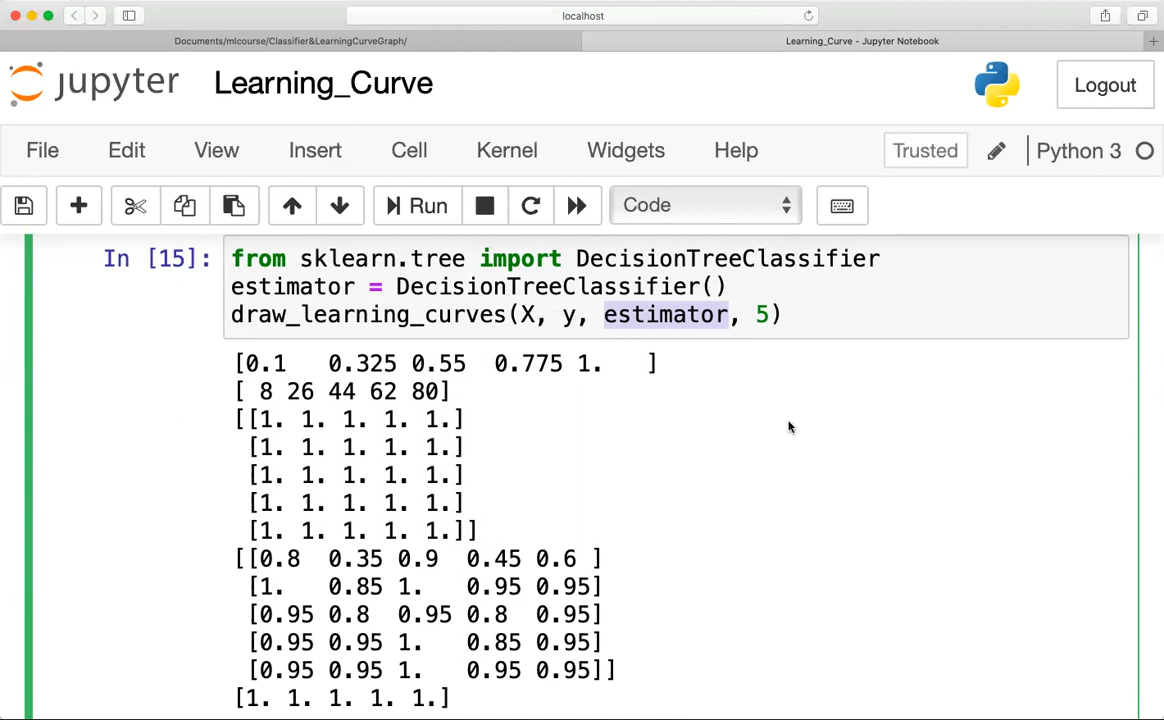 localhost
Documents/mlcourse/Classifier&LearningCurveGraph/
Learning_Curve - Jupyter Notebook
jupyter Learning_Curve Logout
File Edit View Insert Cell Kernel Widgets Help Trusted Python 3
Run Code
In [15]: from sklearn.tree import DecisionTreeClassifier
estimator = DecisionTreeClassifier()
draw_learning_curves(X, y, estimator, 5)
[0.1   0.325 0.55  0.775 1.   ]
[ 8 26 44 62 80]
[[1. 1. 1. 1. 1.]
 [1. 1. 1. 1. 1.]
 [1. 1. 1. 1. 1.]
 [1. 1. 1. 1. 1.]
 [1. 1. 1. 1. 1.]]
[[0.8  0.35 0.9  0.45 0.6 ]
 [1.   0.85 1.   0.95 0.95]
 [0.95 0.8  0.95 0.8  0.95]
 [0.95 0.95 1.   0.85 0.95]
 [0.95 0.95 1.   0.95 0.95]]
[1. 1. 1. 1. 1.]